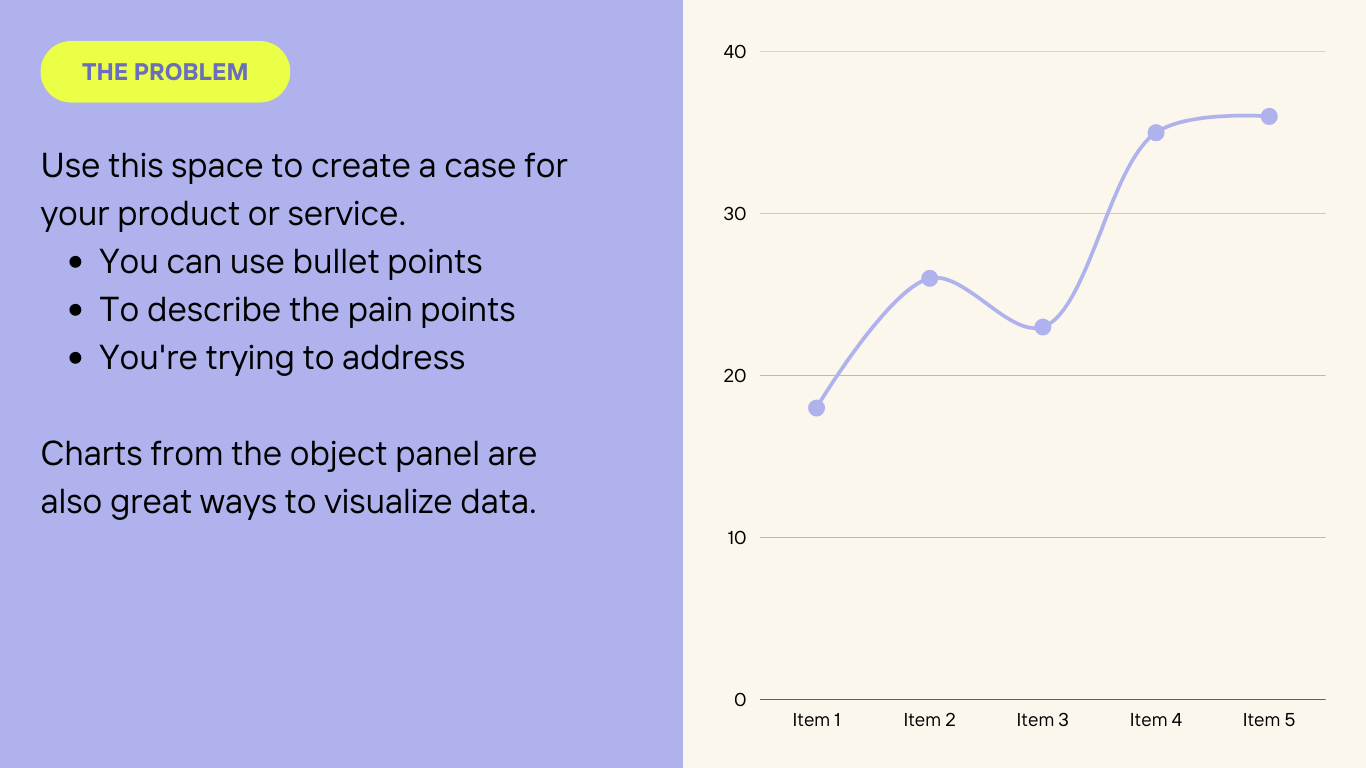 THE PROBLEM
Use this space to create a case for
your product or service.
• You can use bullet points
• To describe the pain points
• You're trying to address
Charts from the object panel are
also great ways to visualize data.
40
30
20
10
0
Item 1 Item 2 Item 3 Item 4 Item 5